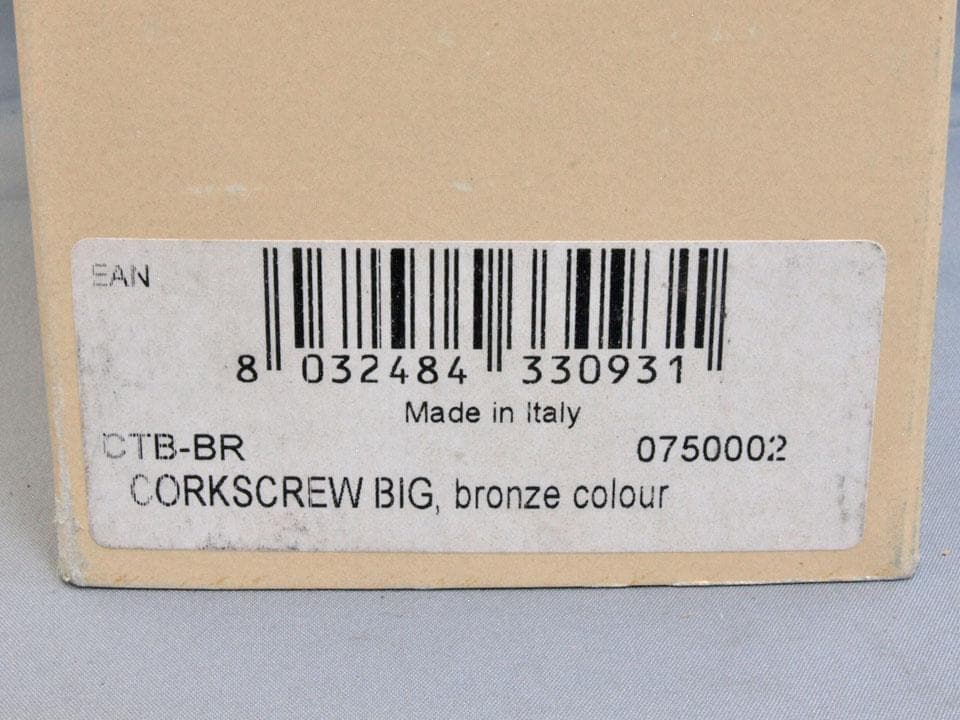 EAN
8 032484 330931
Made in Italy
CTB-BR 0750002
CORKSCREW BIG, bronze colour